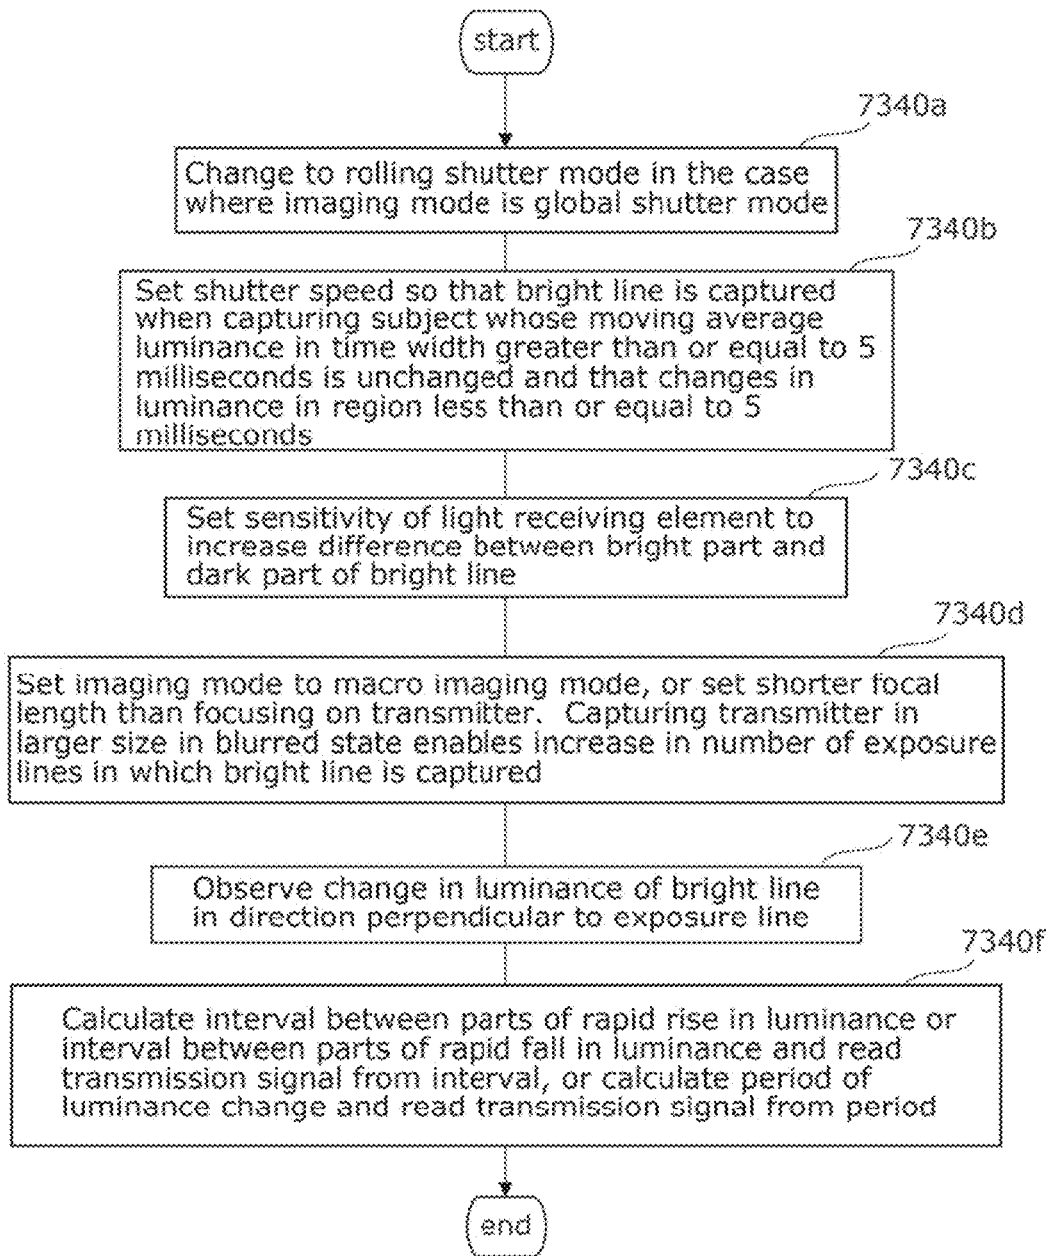 start
7340a
Change to rolling shutter mode in the case
where imaging mode is global shutter mode
7340b
Set shutter speed so that bright line is captured
when capturing subject whose moving average
luminance in time width greater than or equal to 5
milliseconds is unchanged and that changes in
luminance in region less than or equal to 5
milliseconds
7340c
Set sensitivity of light receiving element to
increase difference between bright part and
dark part of bright line
7340d
Set imaging mode to macro imaging mode, or set shorter focal
length than focusing on transmitter. Capturing transmitter in
larger size in blurred state enables increase in number of exposure
lines in which bright line is captured
7340e
Observe change in luminance of bright line
in direction perpendicular to exposure line
7340f
Calculate interval between parts of rapid rise in luminance or
interval between parts of rapid fall in luminance and read
transmission signal from interval, or calculate period of
luminance change and read transmission signal from period
end